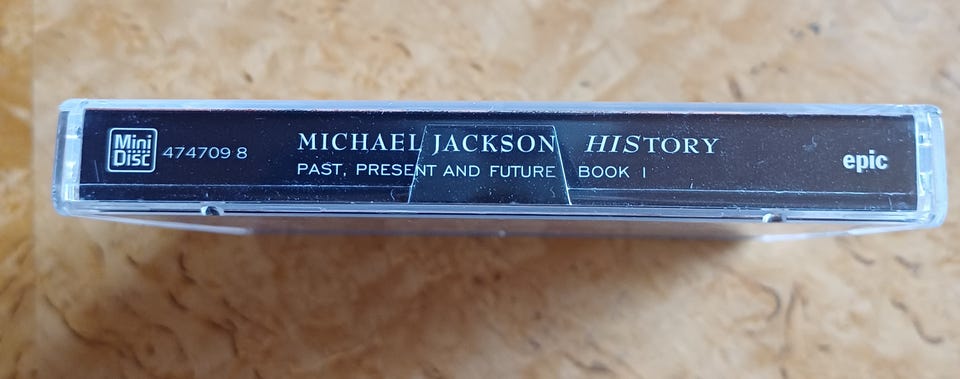 Mini
Disc
474709 8
MICHAEL JACKSON HISTORY
PAST, PRESENT AND FUTURE BOOK I
epic